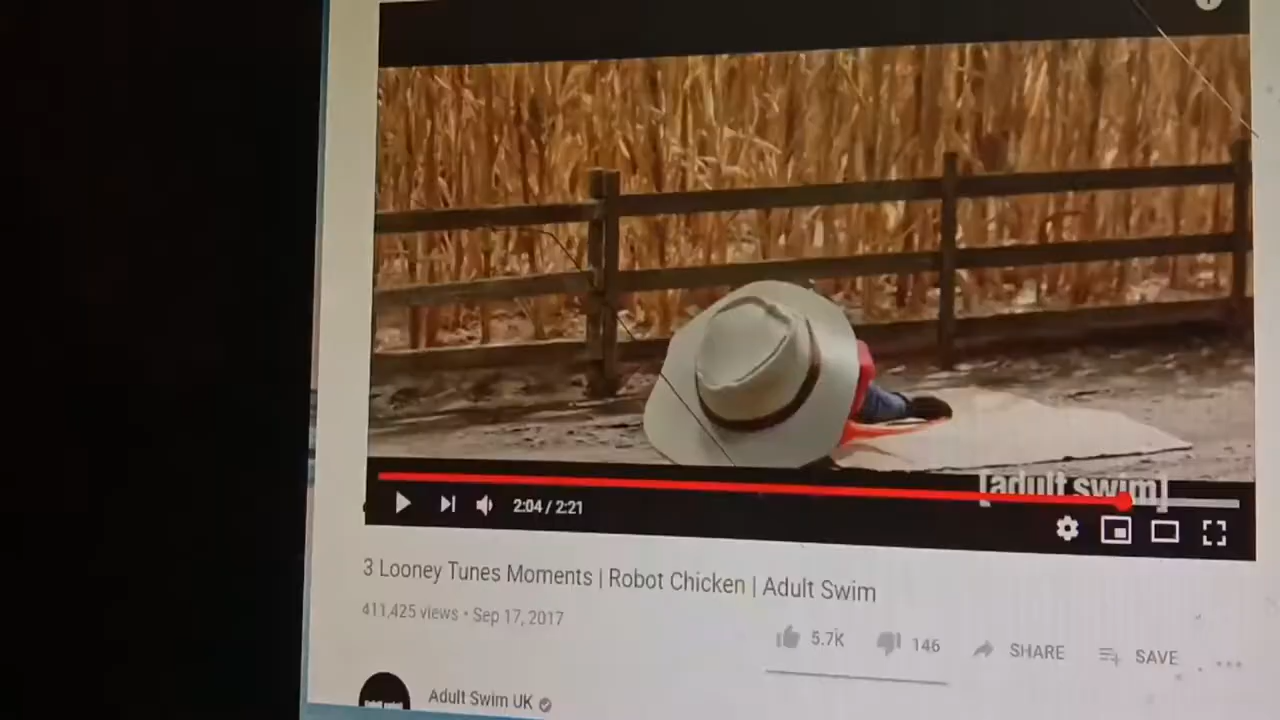 [adult swim]
2:04 / 2:21
3 Looney Tunes Moments | Robot Chicken | Adult Swim
411,425 views • Sep 17, 2017
5.7K 146 SHARE SAVE
Adult Swim UK